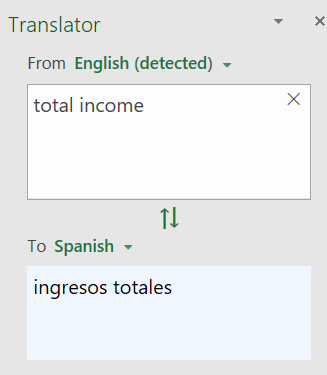 Translator
From English (detected)
total income
To Spanish
ingresos totales